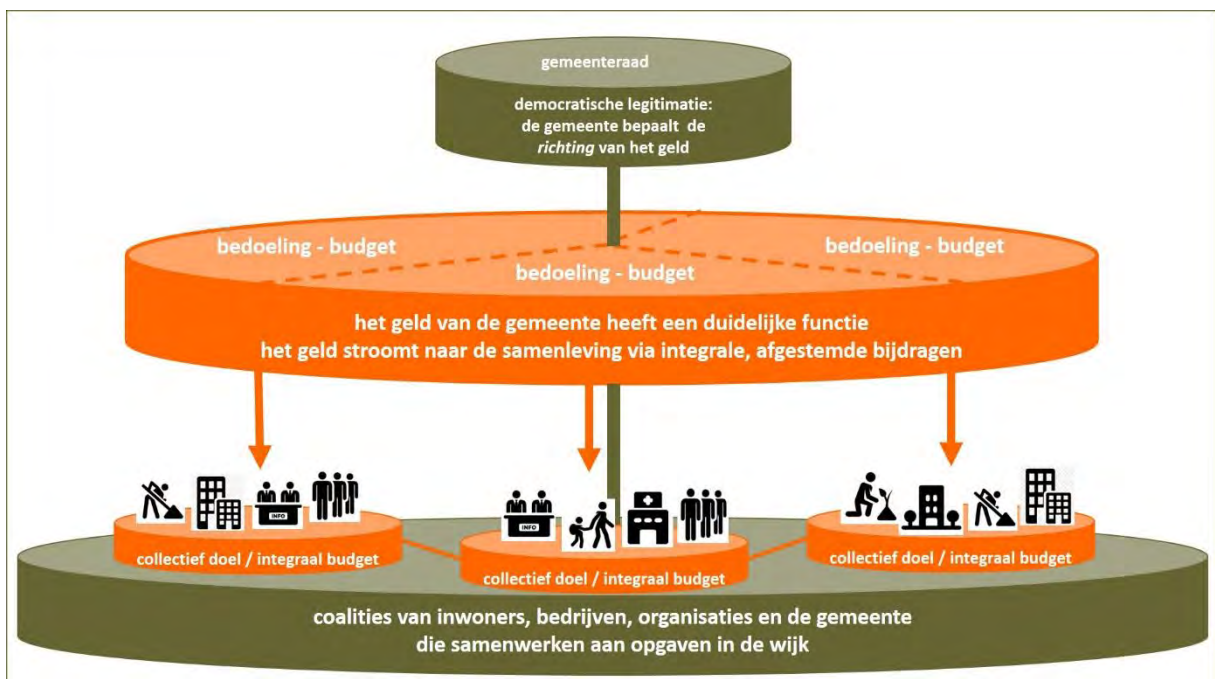 gemeenteraad
democratische legitimatie:
de gemeente bepaalt de
richting van het geld
bedoeling - budget
bedoeling - budget
bedoeling - budget
het geld van de gemeente heeft een duidelijke functie
het geld stroomt naar de samenleving via integrale, afgestemde bijdragen
INFO
INFO
collectief doel / integraal budget
collectief doel / integraal budget
collectief doel / integraal budget
coalities van inwoners, bedrijven, organisaties en de gemeente
die samenwerken aan opgaven in de wijk